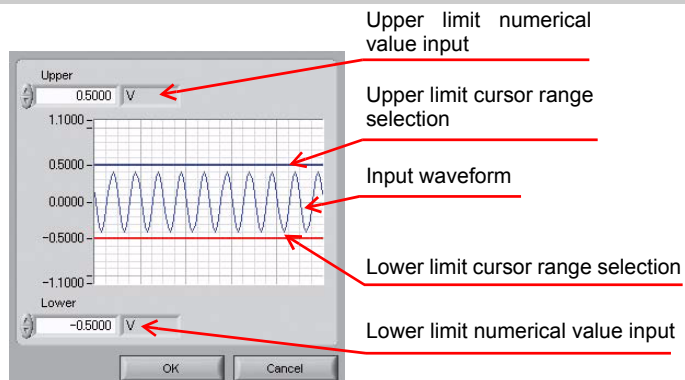 Upper limit numerical
value input
Upper
0.5000 V
Upper limit cursor range
selection
1.1000
0.5000
Input waveform
0.0000
-0.5000
Lower limit cursor range selection
-1.1000
Lower
-0.5000 V
Lower limit numerical value input
OK Cancel